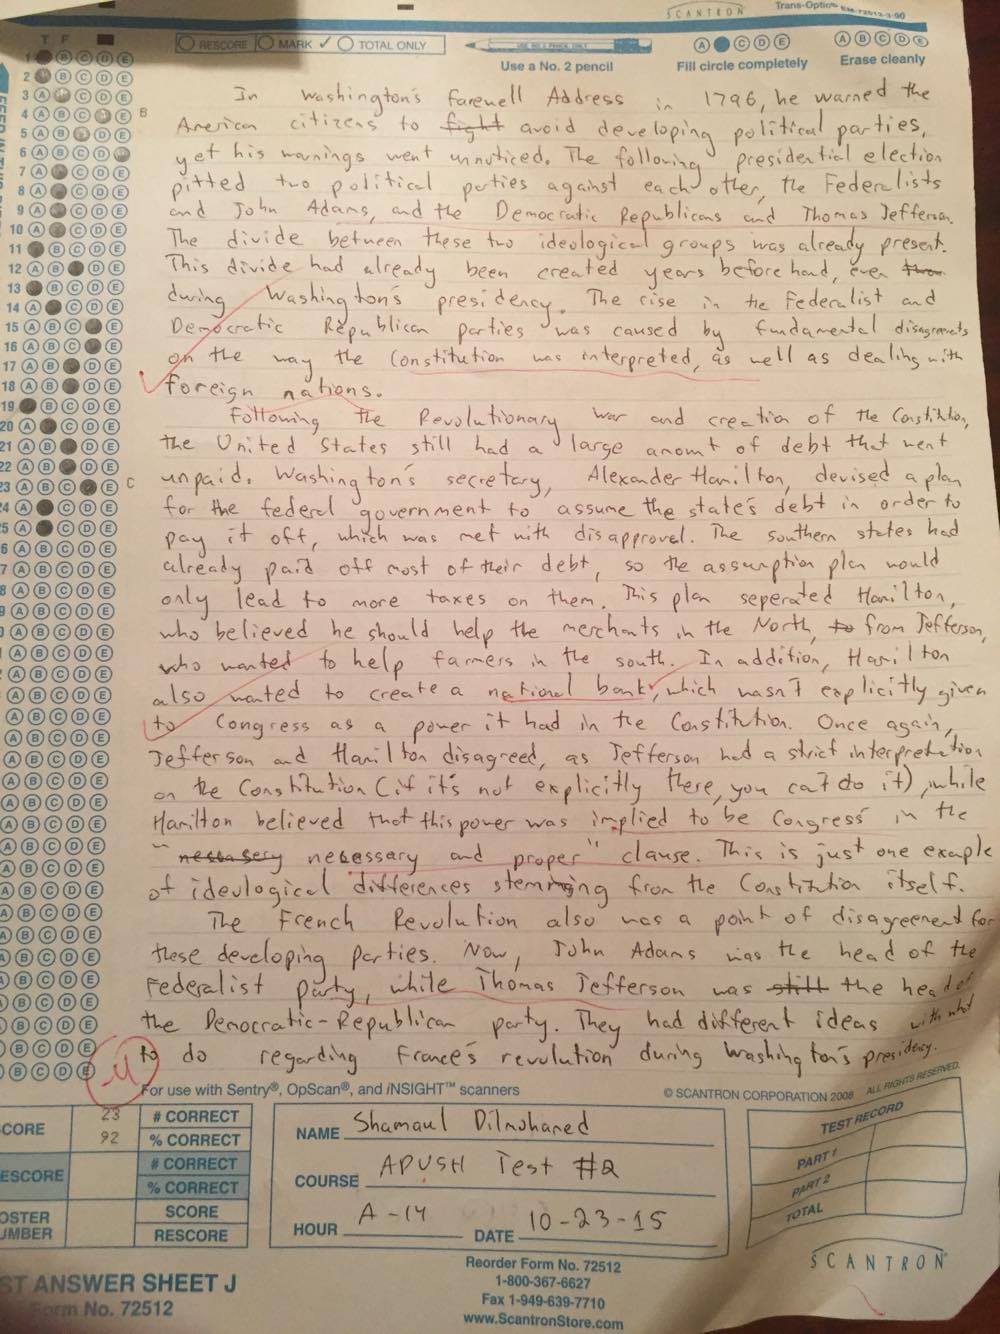 SCANTRON
Trans-Optic®
EM-72512-3:90
T F
RESCORE MARK ✓ TOTAL ONLY
USE NO. 2 PENCIL ONLY
Use a No. 2 pencil
Fill circle completely
Erase cleanly
In Washington's farewell Address in 1796, he warned the
American citizens to fight avoid developing political parties,
yet his warnings went unnoticed. The following presidential election
pitted two political parties against each other, the Federalists
and John Adams, and the Democratic Republicans and Thomas Jefferson.
The divide between these two ideological groups was already present.
This divide had already been created years before hand, even
during Washington's presidency. The rise in the Federalist and
Democratic Republican parties was caused by fundamental disagreements
on the way the Constitution was interpreted, as well as dealing with
foreign nations.
Following the Revolutionary war and creation of the Constitution,
the United States still had a large amount of debt that went
unpaid. Washington's secretary, Alexander Hamilton, devised a plan
for the federal government to assume the state's debt in order to
pay it off, which was met with disapproval. The southern states had
already paid off most of their debt, so the assumption plan would
only lead to more taxes on them. This plan seperated Hamilton,
who believed he should help the merchants in the North, to from Jefferson,
who wanted to help farmers in the south. In addition, Hamilton
also wanted to create a national bank, which wasn't explicitly given
to Congress as a power it had in the Constitution. Once again,
Jefferson and Hamilton disagreed, as Jefferson had a strict interpretation
on the Constitution (if it's not explicitly there, you can't do it), while
Hamilton believed that this power was implied to be Congress' in the
" necessary and proper" clause. This is just one example
of ideological differences stemming from the Constitution itself.
The French Revolution also was a point of disagreement for
these developing parties. Now, John Adams was the head of the
Federalist party, while Thomas Jefferson was still the head of
the Democratic-Republican party. They had different ideas with what
to do regarding France's revolution during Washington's presidency.
-4
For use with Sentry®, OpScan®, and iNSIGHT™ scanners
© SCANTRON CORPORATION 2008 ALL RIGHTS RESERVED.
23 # CORRECT
92 % CORRECT
# CORRECT
% CORRECT
SCORE
RESCORE
NAME Shamaul Dilmohamed
COURSE APUSH Test #2
HOUR A-14 DATE 10-23-15
TEST RECORD
PART 1
PART 2
TOTAL
SCANTRON®
Reorder Form No. 72512
1-800-367-6627
Fax 1-949-639-7710
www.ScantronStore.com
ST ANSWER SHEET J
Form No. 72512